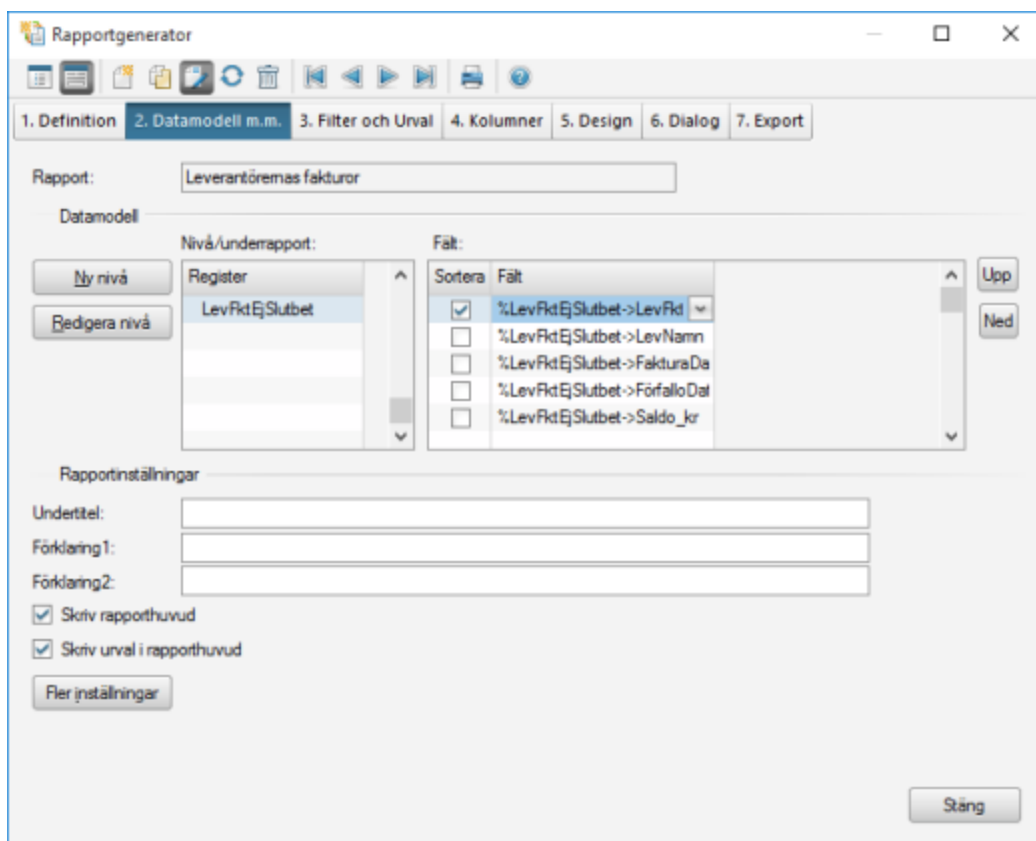 Rapportgenerator
1. Definition 2. Datamodell m.m. 3. Filter och Urval 4. Kolumner 5. Design 6. Dialog 7. Export
Rapport: Leverantörernas fakturor
Datamodell
Nivå/underrapport: Fält:
Ny nivå Register Sortera Fält Upp
LevFktEjSlutbet %LevFktEjSlutbet->LevFkt
Redigera nivå %LevFktEjSlutbet->LevNamn Ned
%LevFktEjSlutbet->FakturaDa
%LevFktEjSlutbet->FörfalloDat
%LevFktEjSlutbet->Saldo_kr
Rapportinställningar
Undertitel:
Förklaring1:
Förklaring2:
Skriv rapporthuvud
Skriv urval i rapporthuvud
Fler inställningar
Stäng